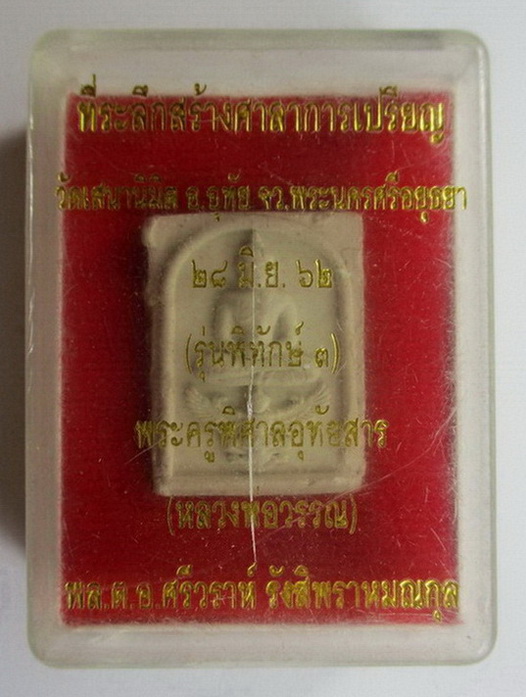 ที่ระลึกสร้างศาลาการเปรียญ
วัดเสนานิมิต อ.อุทัย จว.พระนครศรีอยุธยา
๒๘ มิ.ย. ๖๒
(รุ่นพิทักษ์ ๓)
พระครูพิศาลอุทัยสาร
(หลวงพ่อวรรณ)
พล.ต.อ.ศรีวราห์ รังสิพราหมณกุล